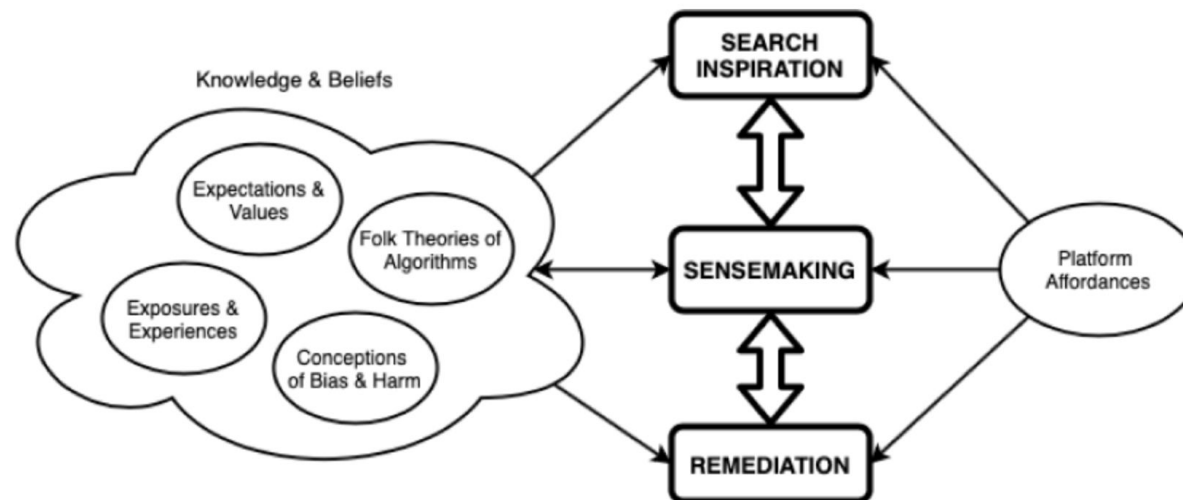 Knowledge & Beliefs
Expectations &
Values
Folk Theories of
Algorithms
Exposures &
Experiences
Conceptions
of Bias & Harm
SEARCH
INSPIRATION
SENSEMAKING
REMEDIATION
Platform
Affordances